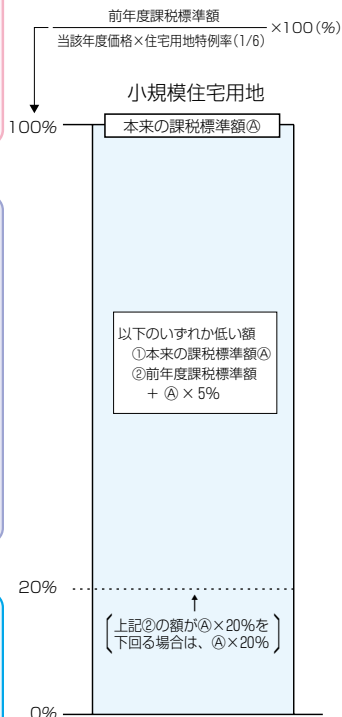 前年度課税標準額
当該年度価格×住宅用地特例率(1/6)
×100(%)
小規模住宅用地
100%
本来の課税標準額Ⓐ
以下のいずれか低い額
①本来の課税標準額Ⓐ
②前年度課税標準額
+ Ⓐ × 5%
20%
上記②の額がⒶ×20%を
下回る場合は、Ⓐ×20%
0%